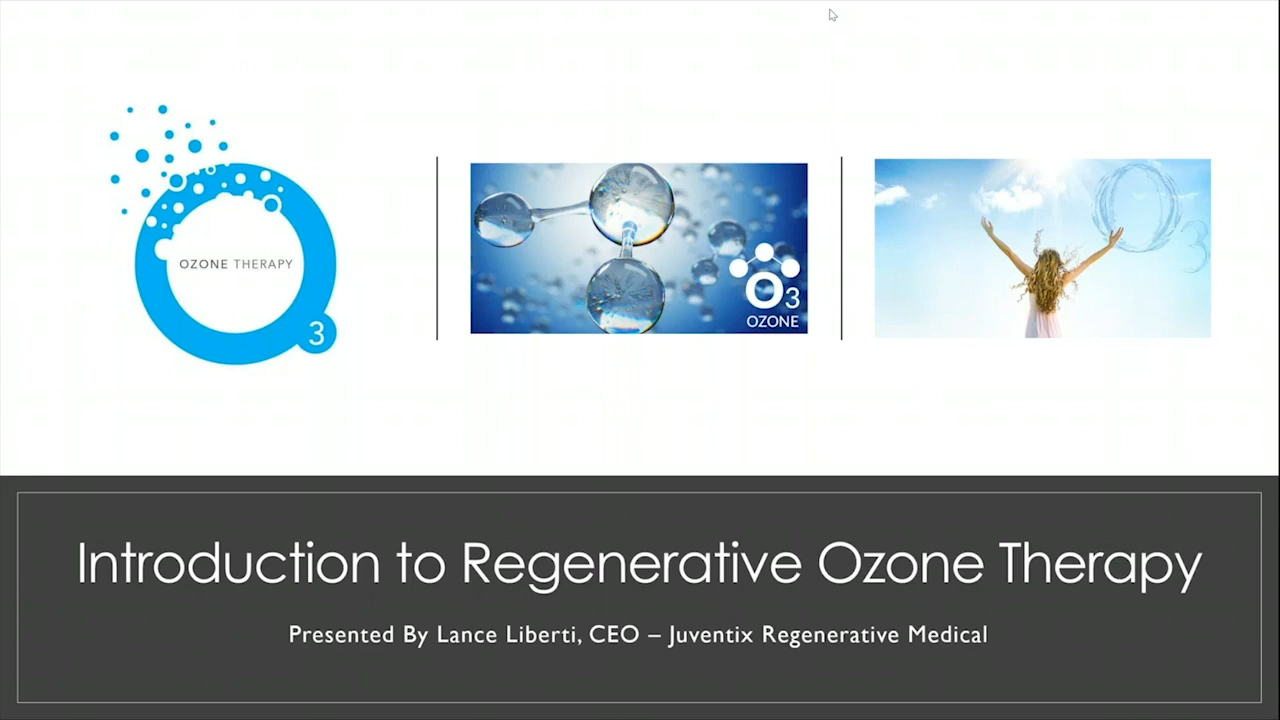 OZONE THERAPY
3
O3
OZONE
O3
Introduction to Regenerative Ozone Therapy
Presented By Lance Liberti, CEO – Juventix Regenerative Medical